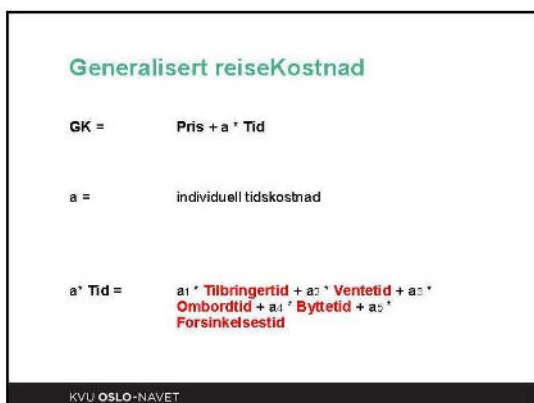 Generalisert reiseKostnad
GK = Pris + a * Tid
a = individuell tidskostnad
a* Tid = a1 * Tilbringertid + a2 * Ventetid + a3 *
Ombordtid + a4 * Byttetid + a5 *
Forsinkelsestid
KVU OSLO-NAVET